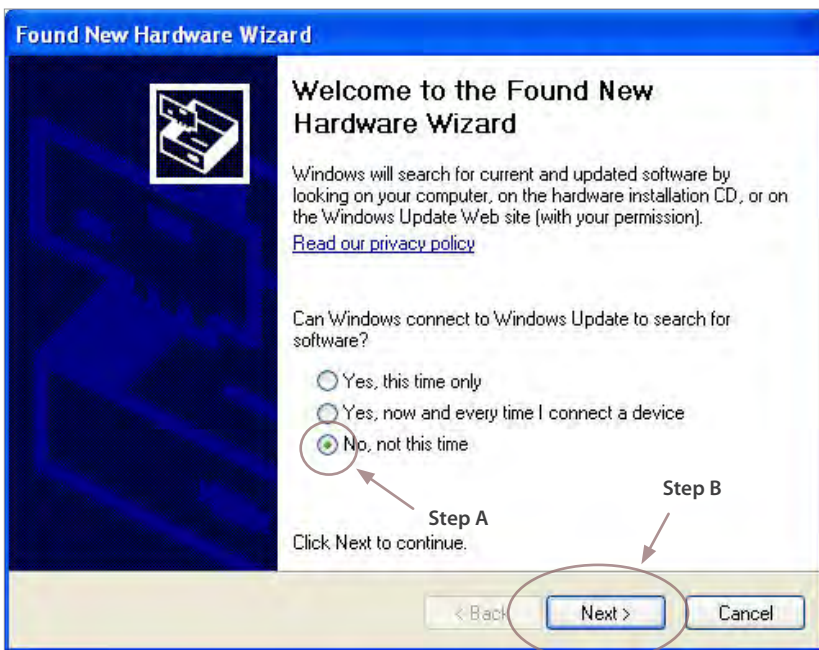 Found New Hardware Wizard
Welcome to the Found New
Hardware Wizard
Windows will search for current and updated software by
looking on your computer, on the hardware installation CD, or on
the Windows Update Web site (with your permission).
Read our privacy policy
Can Windows connect to Windows Update to search for
software?
Yes, this time only
Yes, now and every time I connect a device
No, not this time
Step A
Step B
Click Next to continue.
< Back
Next >
Cancel